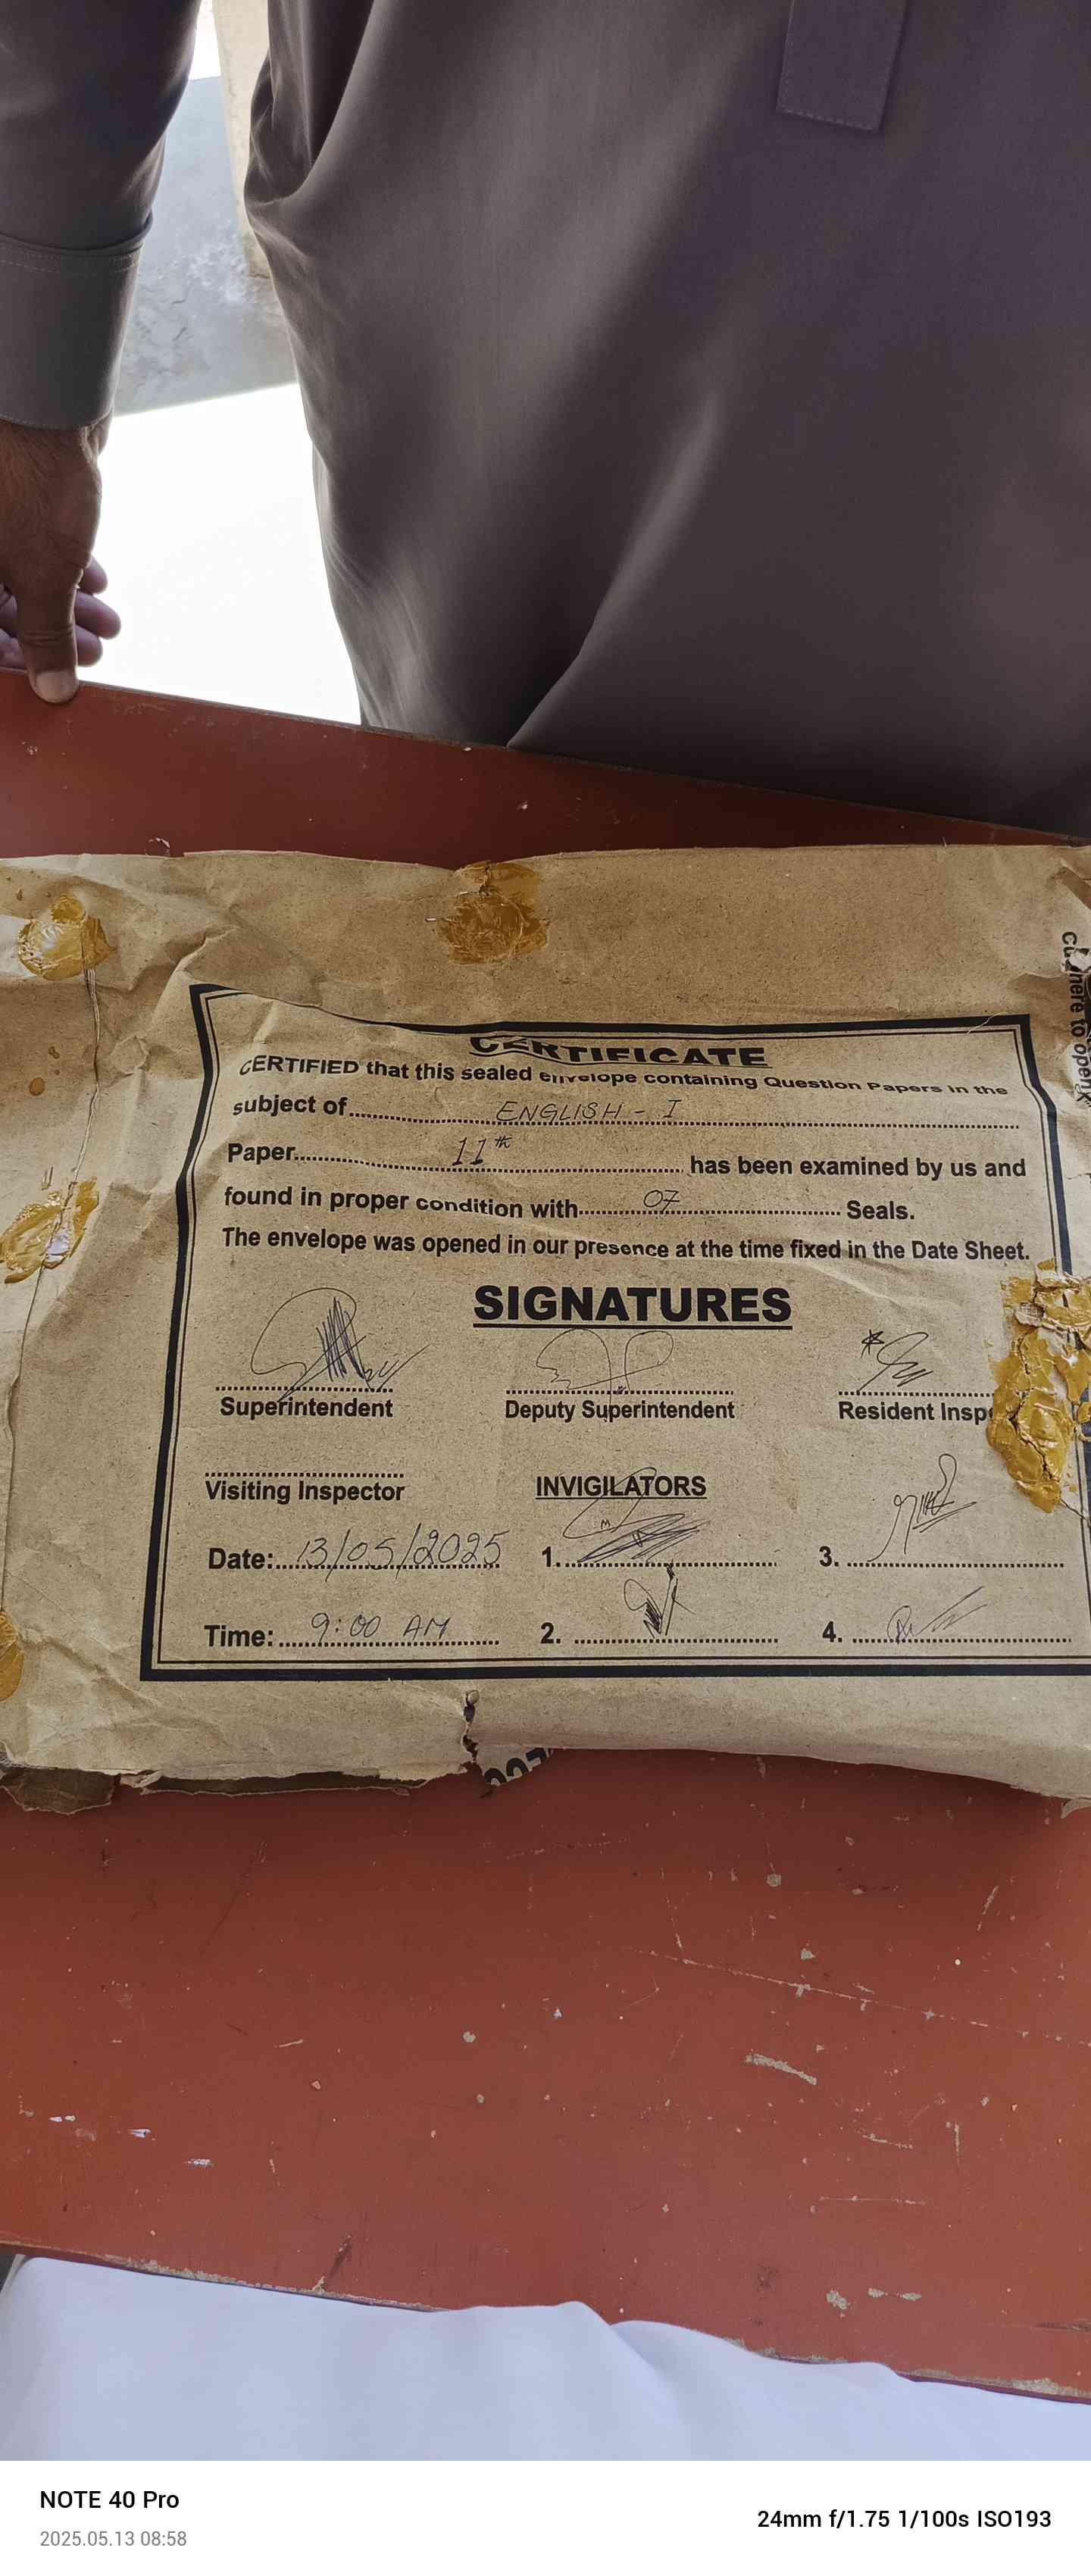 Cut here to open
CERTIFICATE
CERTIFIED that this sealed envelope containing Question Papers in the
subject of ENGLISH - I
Paper 11th has been examined by us and
found in proper condition with 07 Seals.
The envelope was opened in our presence at the time fixed in the Date Sheet.
SIGNATURES
Superintendent Deputy Superintendent Resident Insp
Visiting Inspector INVIGILATORS
Date: 13/05/2025 1. 3.
Time: 9:00 AM 2. 4.
NOTE 40 Pro
2025.05.13 08:58
24mm f/1.75 1/100s ISO193